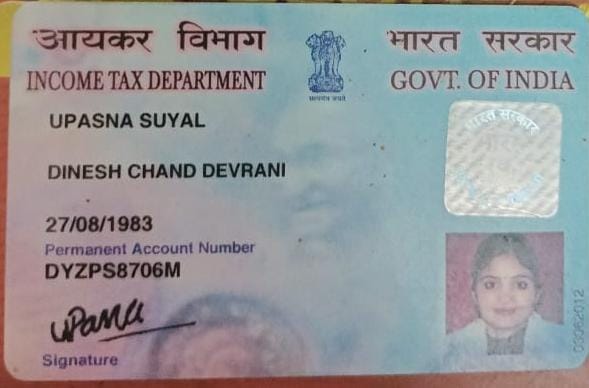 आयकर विभाग
INCOME TAX DEPARTMENT
भारत सरकार
GOVT. OF INDIA
सत्यमेव जयते
UPASNA SUYAL
DINESH CHAND DEVRANI
27/08/1983
Permanent Account Number
DYZPS8706M
upasna
Signature
भारत सरकार
03062012